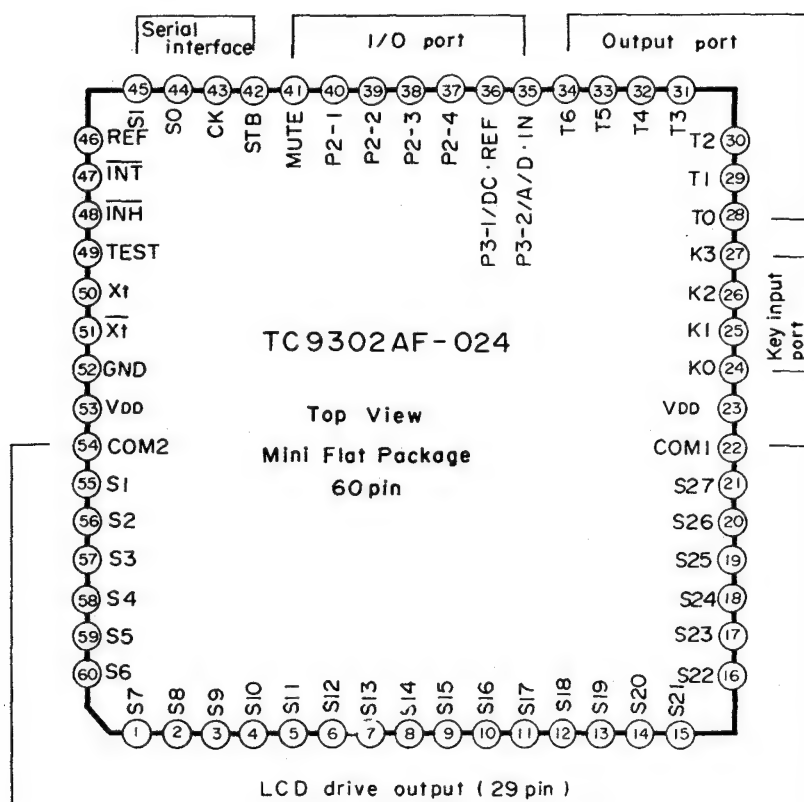 Serial interface
I/O port
Output port
45 44 43 42 41 40 39 38 37 36 35 34 33 32 31
SI SO CK STB MUTE P2-1 P2-2 P2-3 P2-4 P3-1/DC·REF P3-2/A/D·IN T6 T5 T4 T3
46 REF
47 I̅N̅T̅
48 I̅N̅H̅
49 TEST
50 Xt
51 X̅t̅
52 GND
53 VDD
54 COM2
55 S1
56 S2
57 S3
58 S4
59 S5
60 S6
TC9302AF-024
Top View
Mini Flat Package
60 pin
T2 30
T1 29
T0 28
K3 27
K2 26
K1 25
K0 24
Key input port
VDD 23
COM1 22
S27 21
S26 20
S25 19
S24 18
S23 17
S22 16
S7 S8 S9 S10 S11 S12 S13 S14 S15 S16 S17 S18 S19 S20 S21
1 2 3 4 5 6 7 8 9 10 11 12 13 14 15
LCD drive output (29 pin)